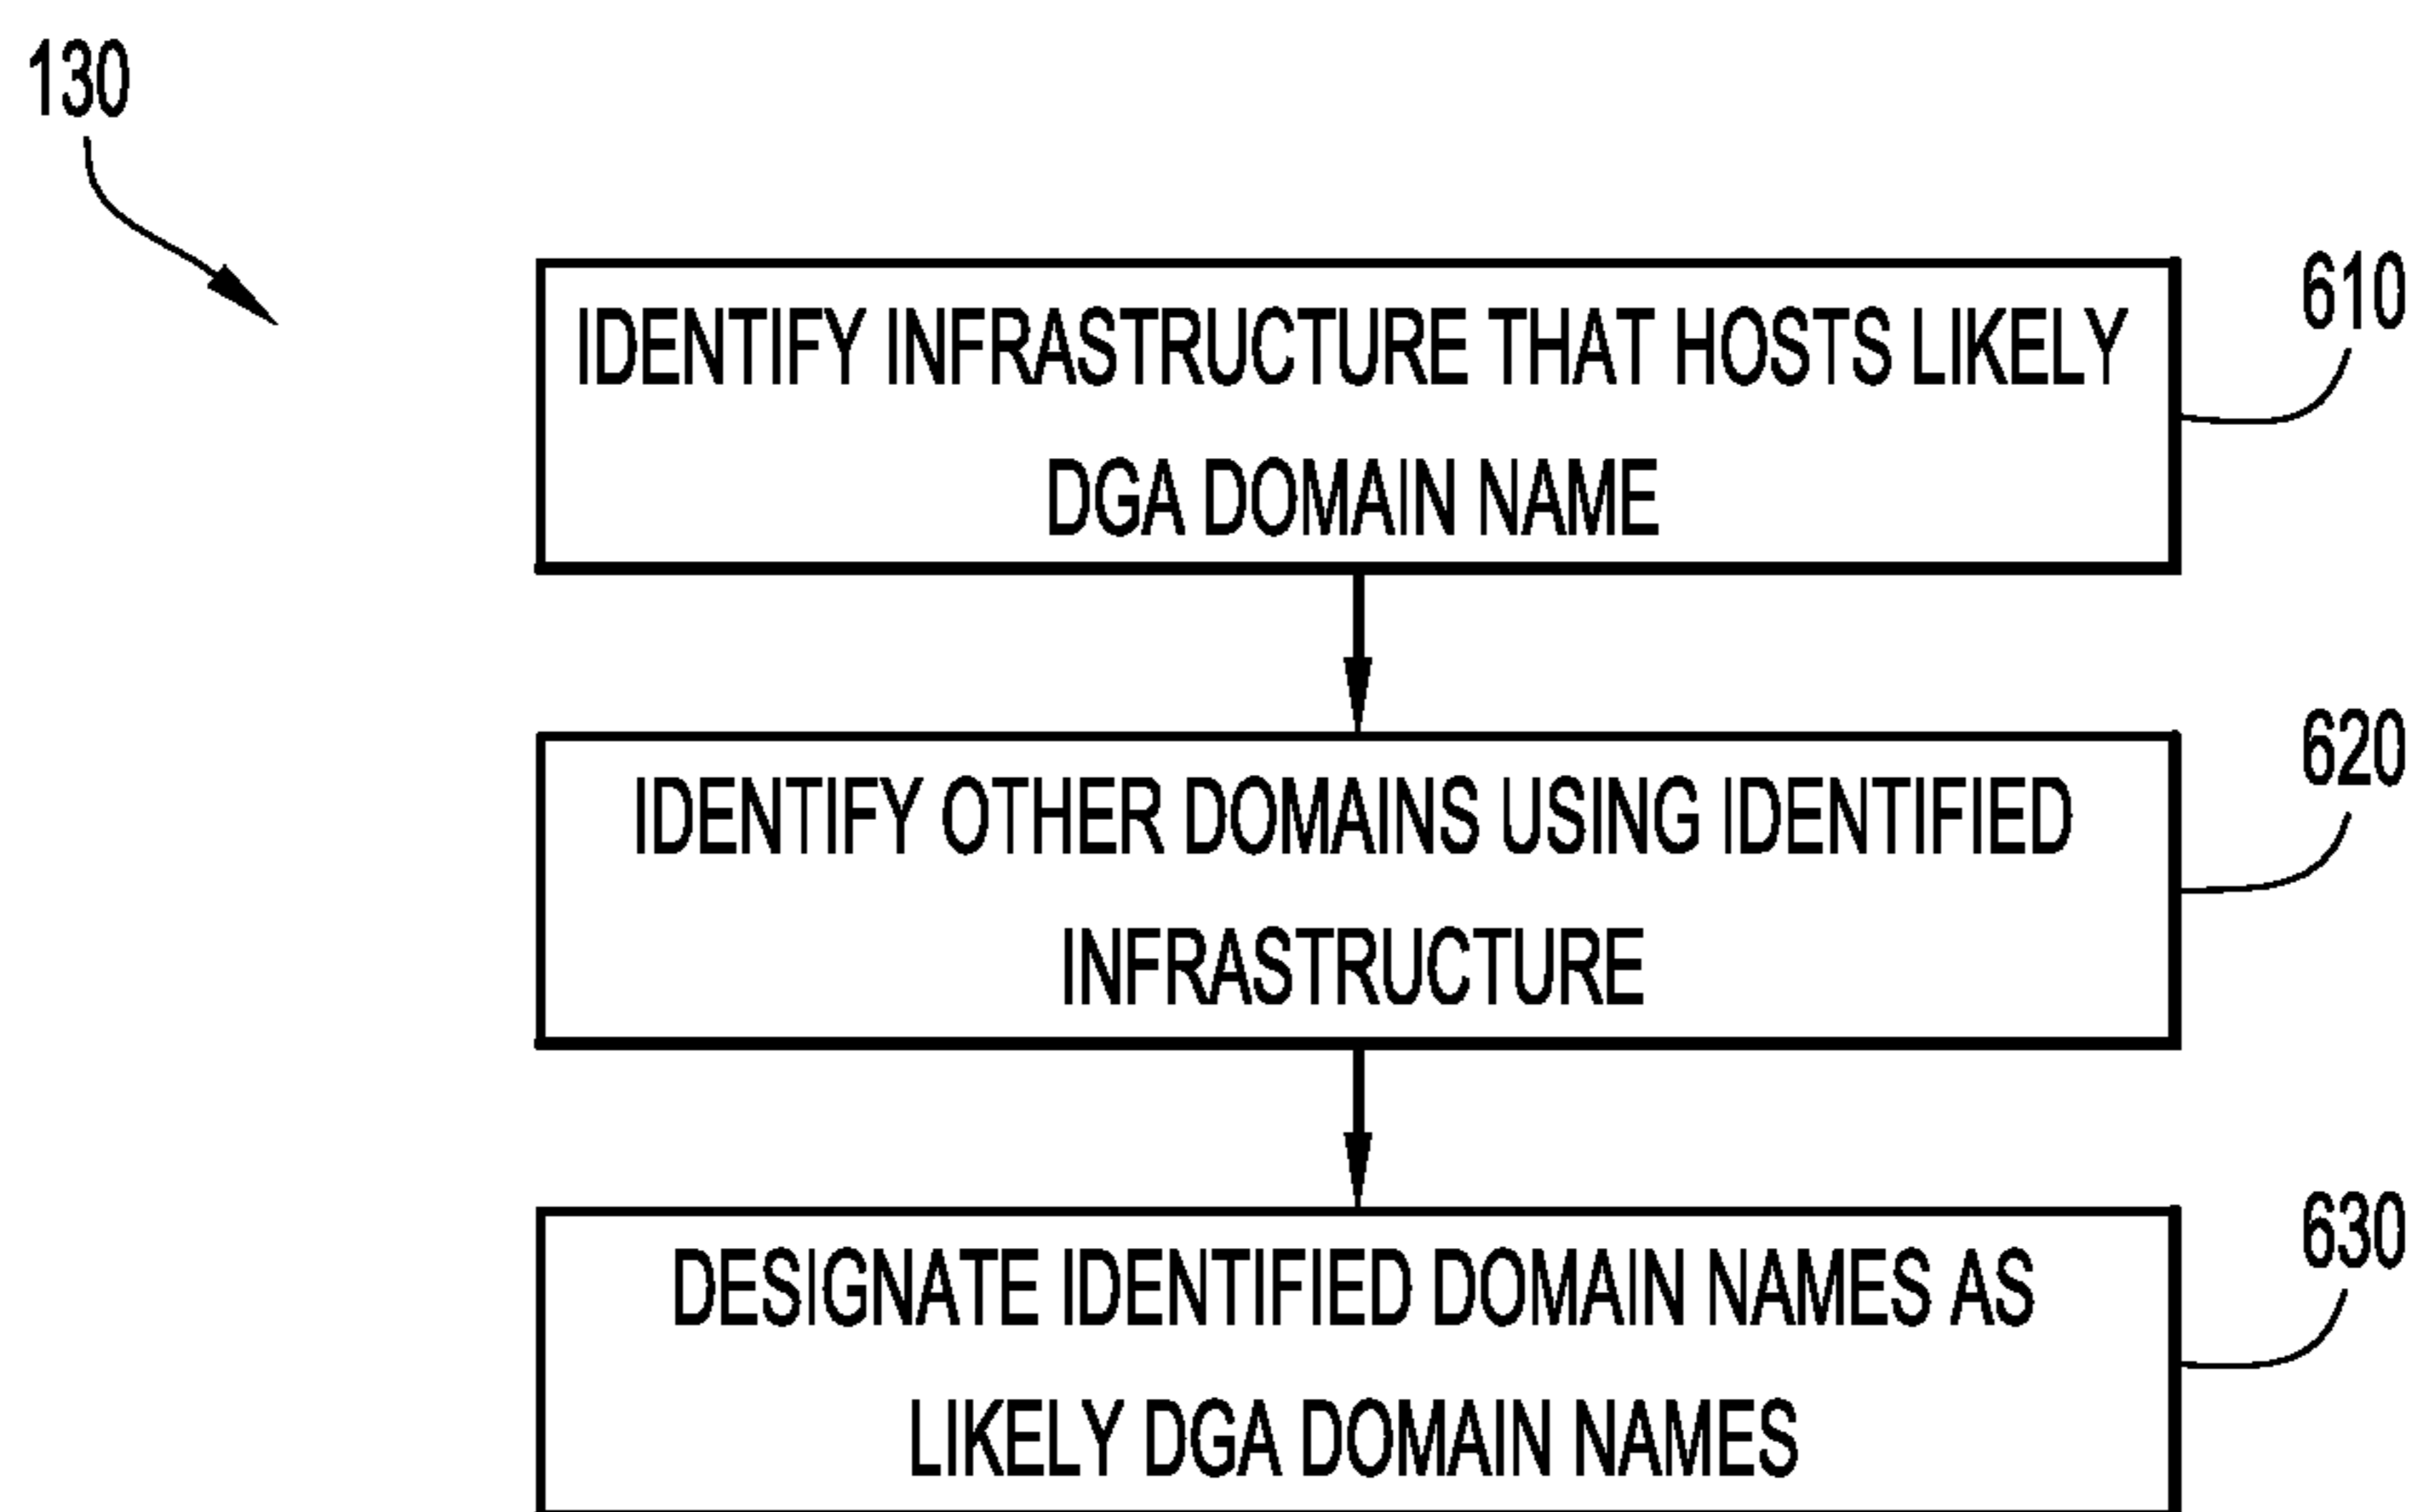 130
IDENTIFY INFRASTRUCTURE THAT HOSTS LIKELY
DGA DOMAIN NAME
610
IDENTIFY OTHER DOMAINS USING IDENTIFIED
INFRASTRUCTURE
620
DESIGNATE IDENTIFIED DOMAIN NAMES AS
LIKELY DGA DOMAIN NAMES
630